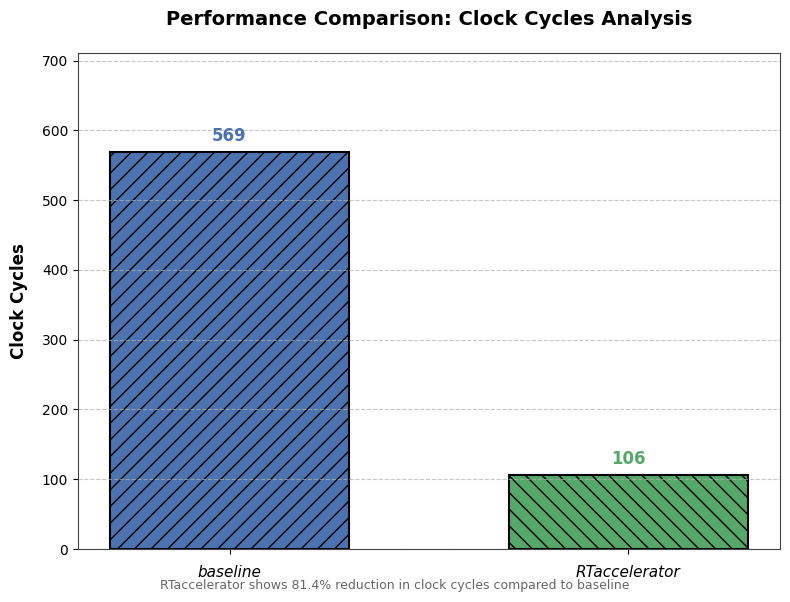 Performance Comparison: Clock Cycles Analysis
700
600
500
400
300
200
100
0
Clock Cycles
569
106
baseline
RTaccelerator
RTaccelerator shows 81.4% reduction in clock cycles compared to baseline